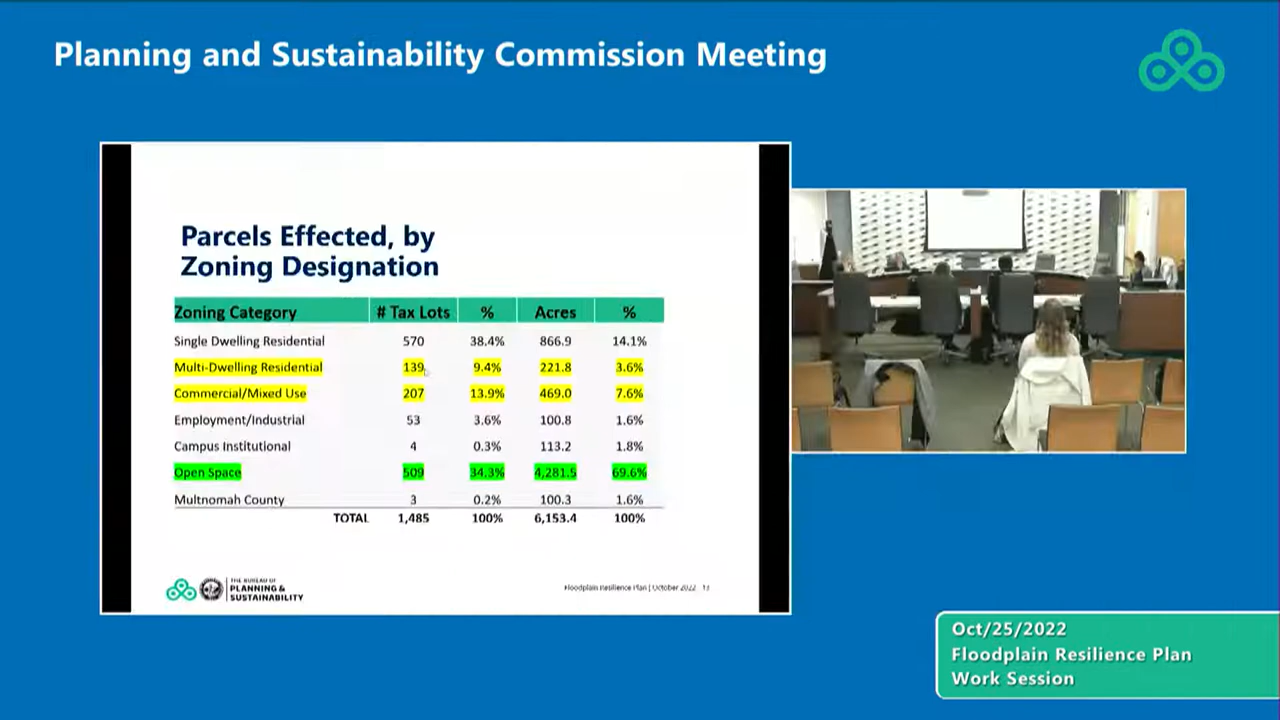 Planning and Sustainability Commission Meeting
Parcels Effected, by
Zoning Designation
Zoning Category # Tax Lots % Acres %
Single Dwelling Residential 570 38.4% 866.9 14.1%
Multi-Dwelling Residential 139 9.4% 221.8 3.6%
Commercial/Mixed Use 207 13.9% 469.0 7.6%
Employment/Industrial 53 3.6% 100.8 1.6%
Campus Institutional 4 0.3% 113.2 1.8%
Open Space 509 34.3% 4,281.5 69.6%
Multnomah County 3 0.2% 100.3 1.6%
TOTAL 1,485 100% 6,153.4 100%
THE BUREAU OF
PLANNING &
SUSTAINABILITY
Floodplain Resilience Plan | October 2022
Oct/25/2022
Floodplain Resilience Plan
Work Session